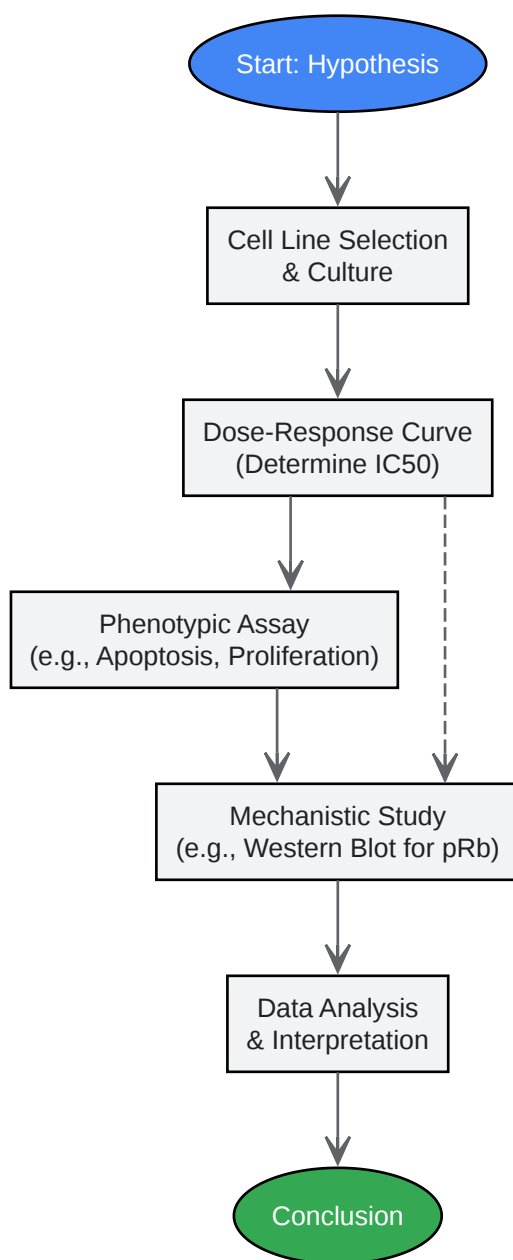 Start: Hypothesis
Cell Line Selection
& Culture
Dose-Response Curve
(Determine IC50)
Phenotypic Assay
(e.g., Apoptosis, Proliferation)
Mechanistic Study
(e.g., Western Blot for pRb)
Data Analysis
& Interpretation
Conclusion